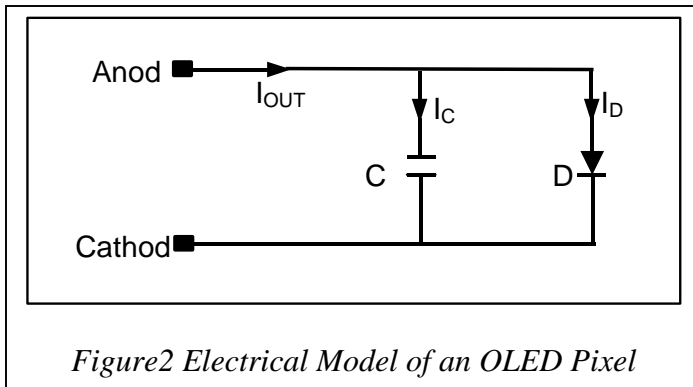 Anod
I_OUT
I_C
I_D
C
D
Cathod
Figure2 Electrical Model of an OLED Pixel